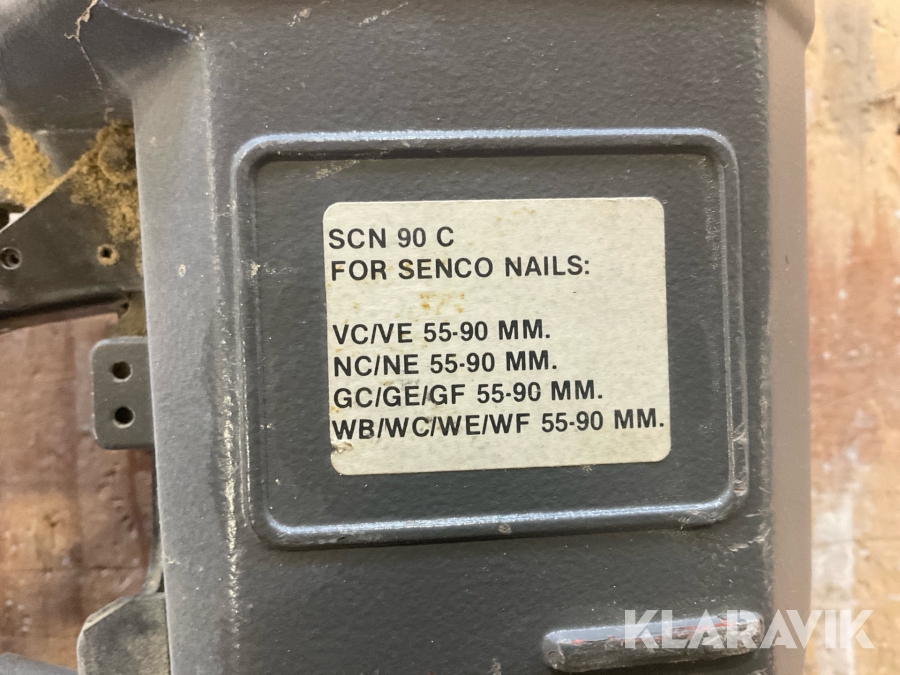 SCN 90 C
FOR SENCO NAILS:
VC/VE 55-90 MM.
NC/NE 55-90 MM.
GC/GE/GF 55-90 MM.
WB/WC/WE/WF 55-90 MM.
KLARAVIK